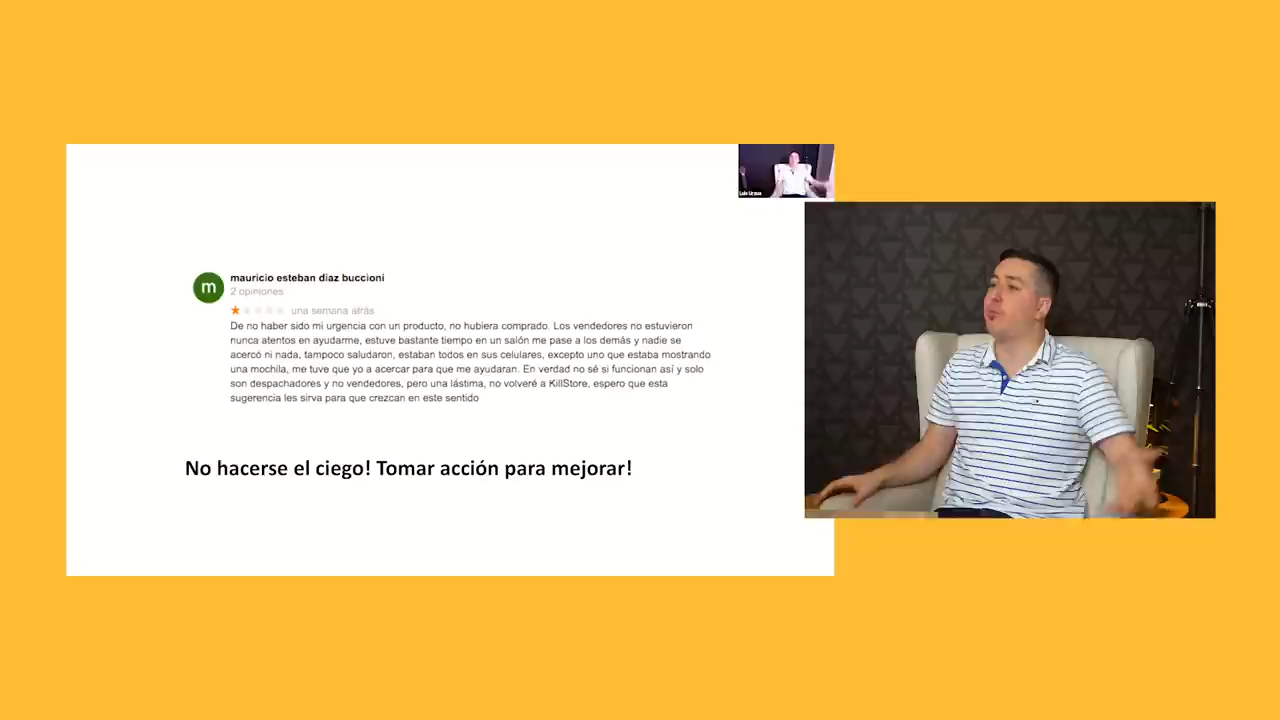 m
mauricio esteban diaz buccioni
2 opiniones
una semana atrás
De no haber sido mi urgencia con un producto, no hubiera comprado. Los vendedores no estuvieron
nunca atentos en ayudarme, estuve bastante tiempo en un salón me pase a los demás y nadie se
acercó ni nada, tampoco saludaron, estaban todos en sus celulares, excepto uno que estaba mostrando
una mochila, me tuve que yo a acercar para que me ayudaran. En verdad no sé si funcionan así y solo
son despachadores y no vendedores, pero una lástima, no volveré a KillStore, espero que esta
sugerencia les sirva para que crezcan en este sentido
No hacerse el ciego! Tomar acción para mejorar!